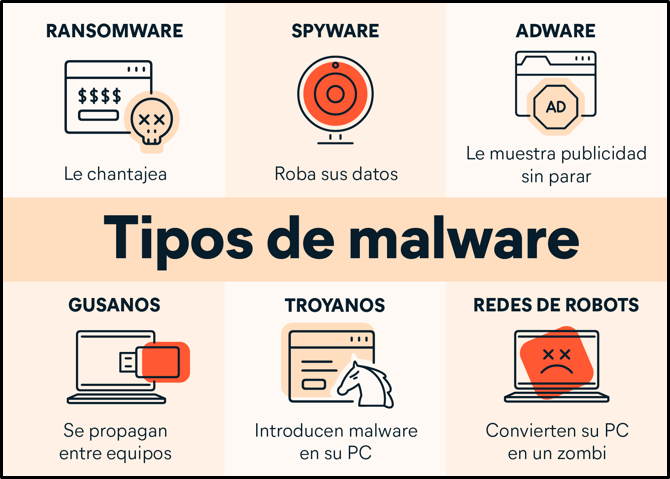 RANSOMWARE
$$$$
Le chantajea
SPYWARE
Roba sus datos
ADWARE
AD
Le muestra publicidad
sin parar
Tipos de malware
GUSANOS
Se propagan
entre equipos
TROYANOS
Introducen malware
en su PC
REDES DE ROBOTS
Convierten su PC
en un zombi